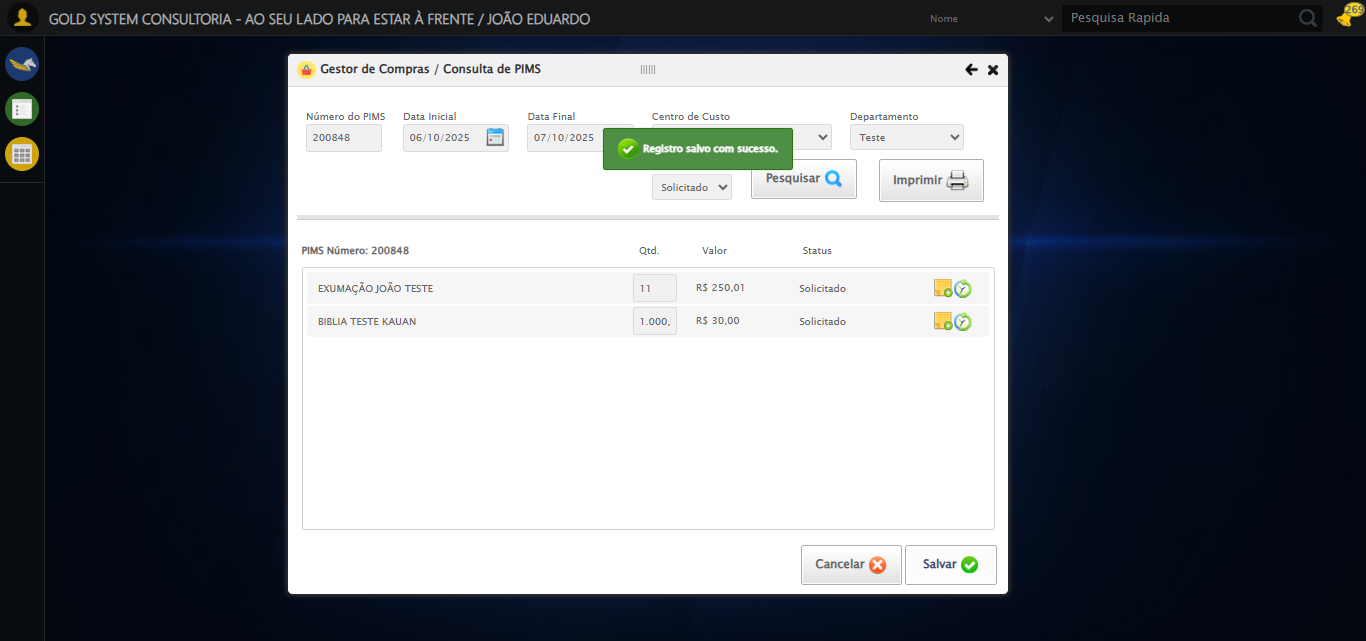 GOLD SYSTEM CONSULTORIA - AO SEU LADO PARA ESTAR À FRENTE / JOÃO EDUARDO
Nome
Pesquisa Rapida
269
Gestor de Compras / Consulta de PIMS
Número do PIMS
Data Inicial
Data Final
Centro de Custo
Departamento
200848
06/10/2025
07/10/2025
Teste
Registro salvo com sucesso.
Solicitado
Pesquisar
Imprimir
PIMS Número: 200848
Qtd.
Valor
Status
EXUMAÇÃO JOÃO TESTE
11
R$ 250,01
Solicitado
BIBLIA TESTE KAUAN
1.000,
R$ 30,00
Solicitado
Cancelar
Salvar